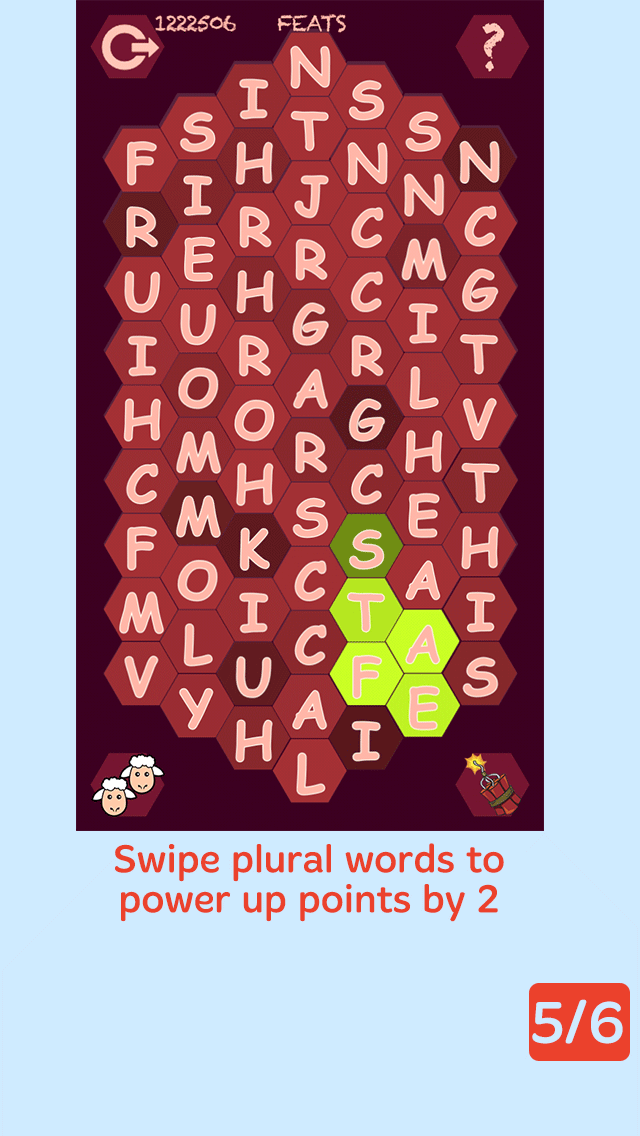 1222506 FEATS
?
N
I S
S T S
F H N N
I J N
R R C C
E R M
U H C G
U G I
I R R T
O A L
H O G V
M R H
C H C T
M S E
F K S H
O C A
M I T I
L C A
V U F S
Y A E
H I
L
Swipe plural words to
power up points by 2
5/6